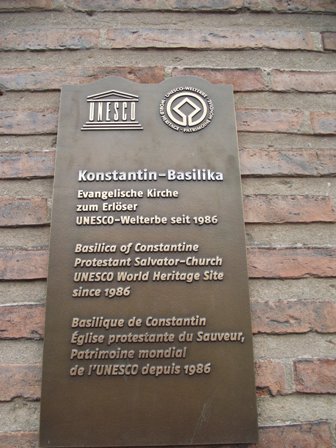 UNESCO
Konstantin-Basilika
Evangelische Kirche
zum Erlöser
UNESCO-Welterbe seit 1986
Basilica of Constantine
Protestant Salvator-Church
UNESCO World Heritage Site
since 1986
Basilique de Constantin
Église protestante du Sauveur,
Patrimoine mondial
de l'UNESCO depuis 1986